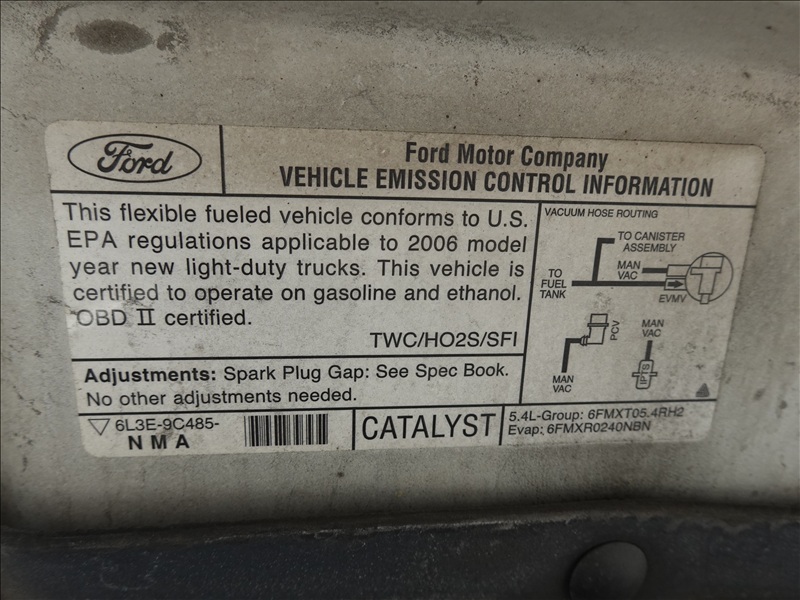 Ford
Ford Motor Company
VEHICLE EMISSION CONTROL INFORMATION
This flexible fueled vehicle conforms to U.S.
EPA regulations applicable to 2006 model
year new light-duty trucks. This vehicle is
certified to operate on gasoline and ethanol.
OBD II certified.
TWC/HO2S/SFI
Adjustments: Spark Plug Gap: See Spec Book.
No other adjustments needed.
VACUUM HOSE ROUTING
TO CANISTER
ASSEMBLY
MAN
VAC
TO
FUEL
TANK
EVMV
PCV
MAN
VAC
MAN
VAC
FPS
6L3E-9C485-
NMA
CATALYST
5.4L-Group: 6FMXT05.4RH2
Evap: 6FMXR0240NBN